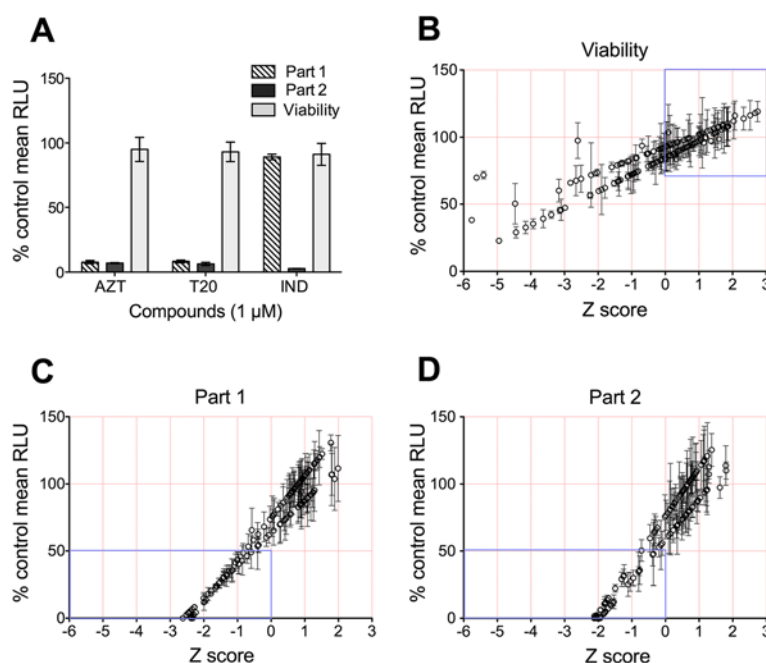 A
Part 1
Part 2
Viability
% control mean RLU
150
100
50
0
AZT T20 IND
Compounds (1 µM)
B
Viability
% control mean RLU
150
100
50
0
-6 -5 -4 -3 -2 -1 0 1 2 3
Z score
C
Part 1
% control mean RLU
150
100
50
0
-6 -5 -4 -3 -2 -1 0 1 2 3
Z score
D
Part 2
% control mean RLU
150
100
50
0
-6 -5 -4 -3 -2 -1 0 1 2 3
Z score